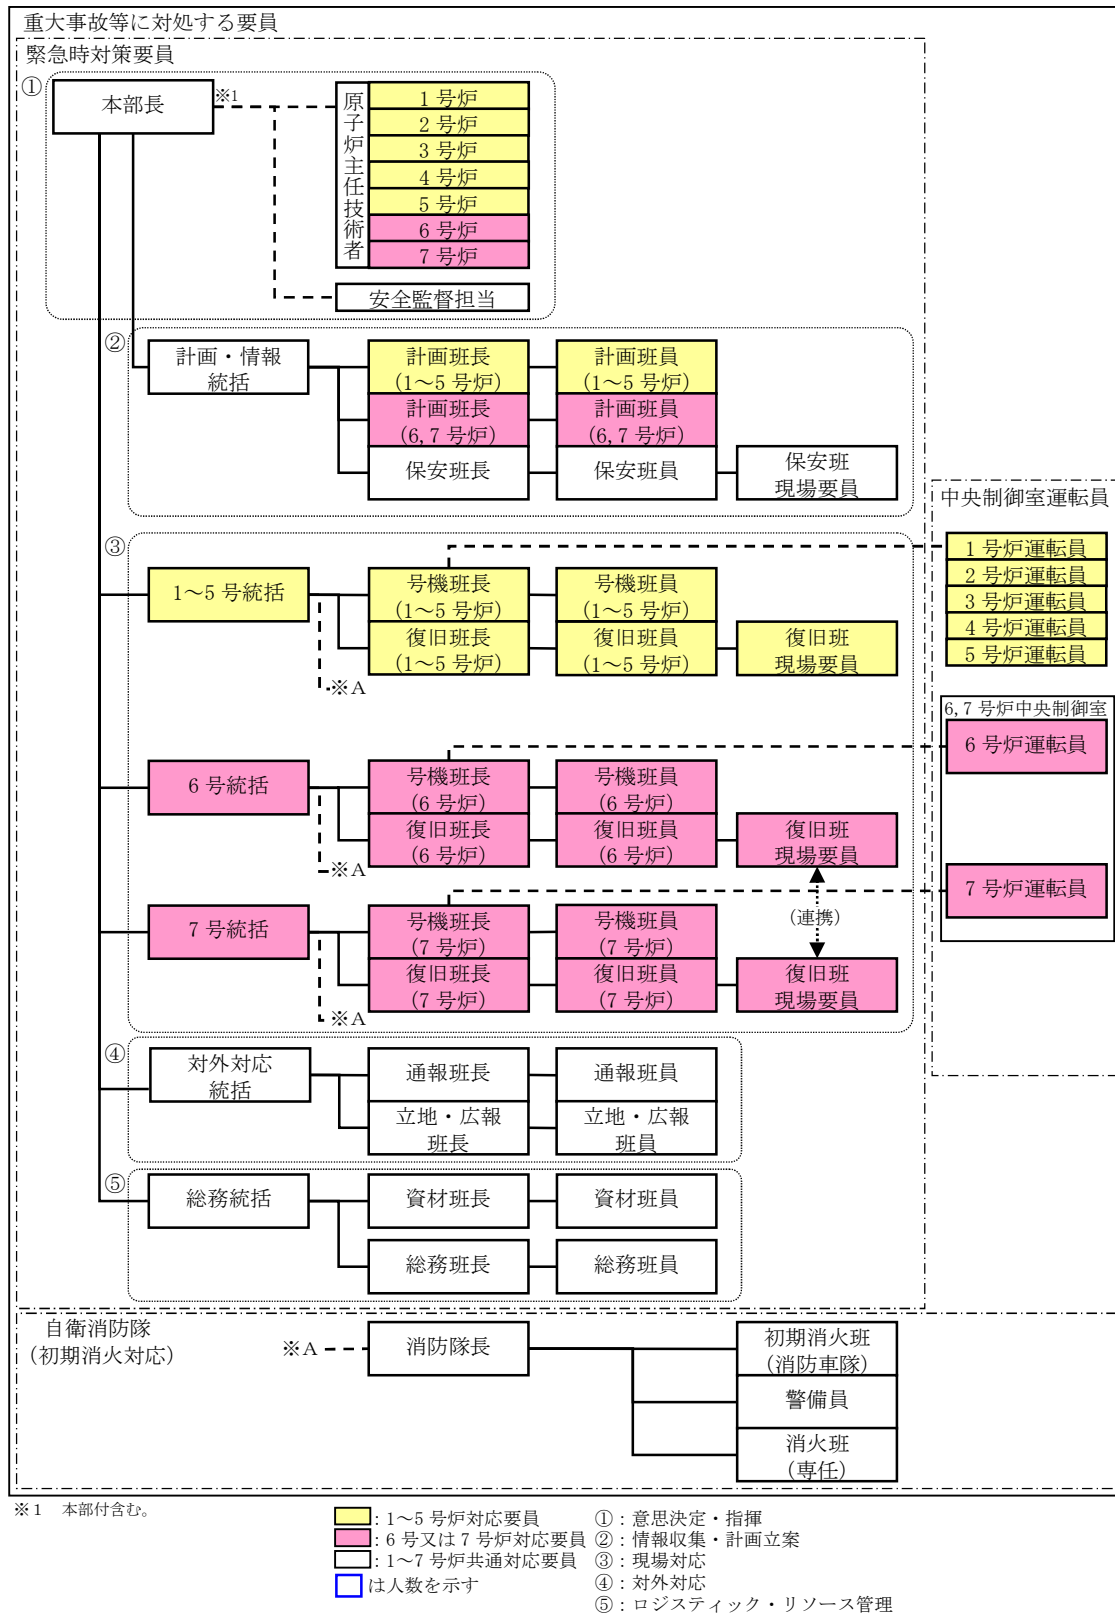 重大事故等に対処する要員
緊急時対策要員
①
本部長
※1
原子炉主任技術者
1 号炉
2 号炉
3 号炉
4 号炉
5 号炉
6 号炉
7 号炉
安全監督担当
②
計画・情報
統括
計画班長
(1～5 号炉)
計画班員
(1～5 号炉)
計画班長
(6,7 号炉)
計画班員
(6,7 号炉)
保安班長
保安班員
保安班
現場要員
中央制御室運転員
③
1～5 号統括
号機班長
(1～5 号炉)
号機班員
(1～5 号炉)
復旧班長
(1～5 号炉)
復旧班員
(1～5 号炉)
復旧班
現場要員
※A
1 号炉運転員
2 号炉運転員
3 号炉運転員
4 号炉運転員
5 号炉運転員
6,7 号炉中央制御室
6 号炉運転員
6 号統括
号機班長
(6 号炉)
号機班員
(6 号炉)
復旧班長
(6 号炉)
復旧班員
(6 号炉)
復旧班
現場要員
※A
(連携)
7 号炉運転員
7 号統括
号機班長
(7 号炉)
号機班員
(7 号炉)
復旧班長
(7 号炉)
復旧班員
(7 号炉)
復旧班
現場要員
※A
④
対外対応
統括
通報班長
通報班員
立地・広報
班長
立地・広報
班員
⑤
総務統括
資材班長
資材班員
総務班長
総務班員
自衛消防隊
(初期消火対応)
※A
消防隊長
初期消火班
(消防車隊)
警備員
消火班
(専任)
※１ 本部付含む。
：1～5 号炉対応要員
：6 号又は 7 号炉対応要員
：1～7 号炉共通対応要員
は人数を示す
①：意思決定・指揮
②：情報収集・計画立案
③：現場対応
④：対外対応
⑤：ロジスティック・リソース管理